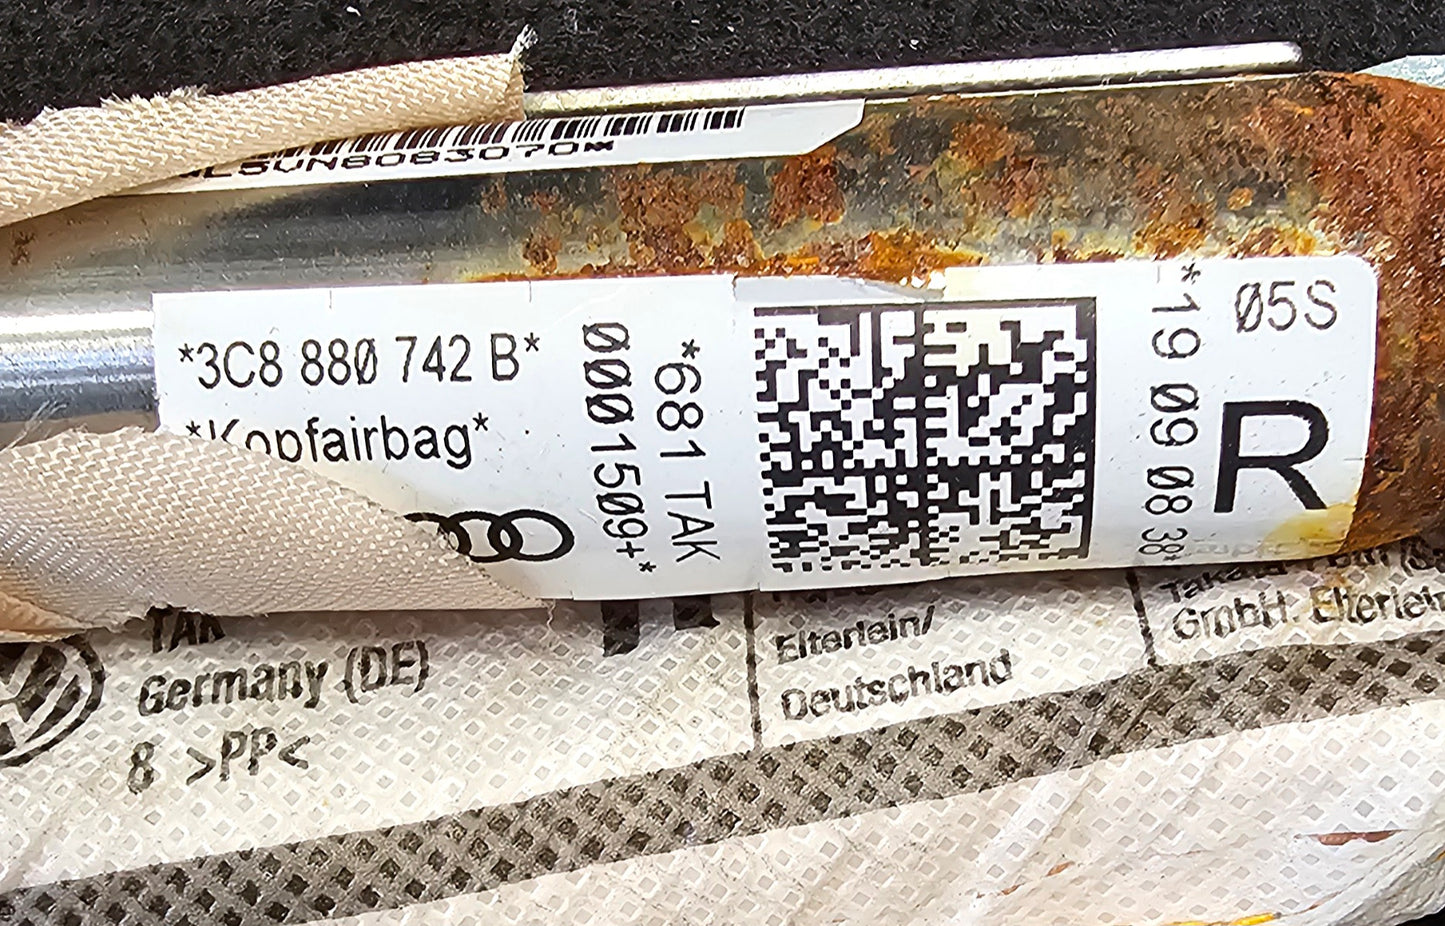 L5VN8083070*
*3C8 880 742 B*
*Kopfairbag*
*681 TAK
0001509+*
*19 09 08 38*
05S
R
TAK
Germany (DE)
8 >PP<
Elterlein/
Deutschland
GmbH. Elterlein